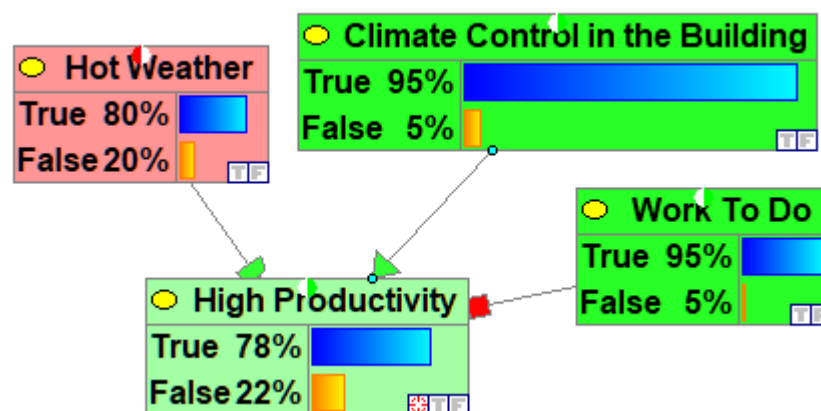 Hot Weather
True 80%
False 20%
T F
Climate Control in the Building
True 95%
False 5%
T F
Work To Do
True 95%
False 5%
T F
High Productivity
True 78%
False 22%
T F